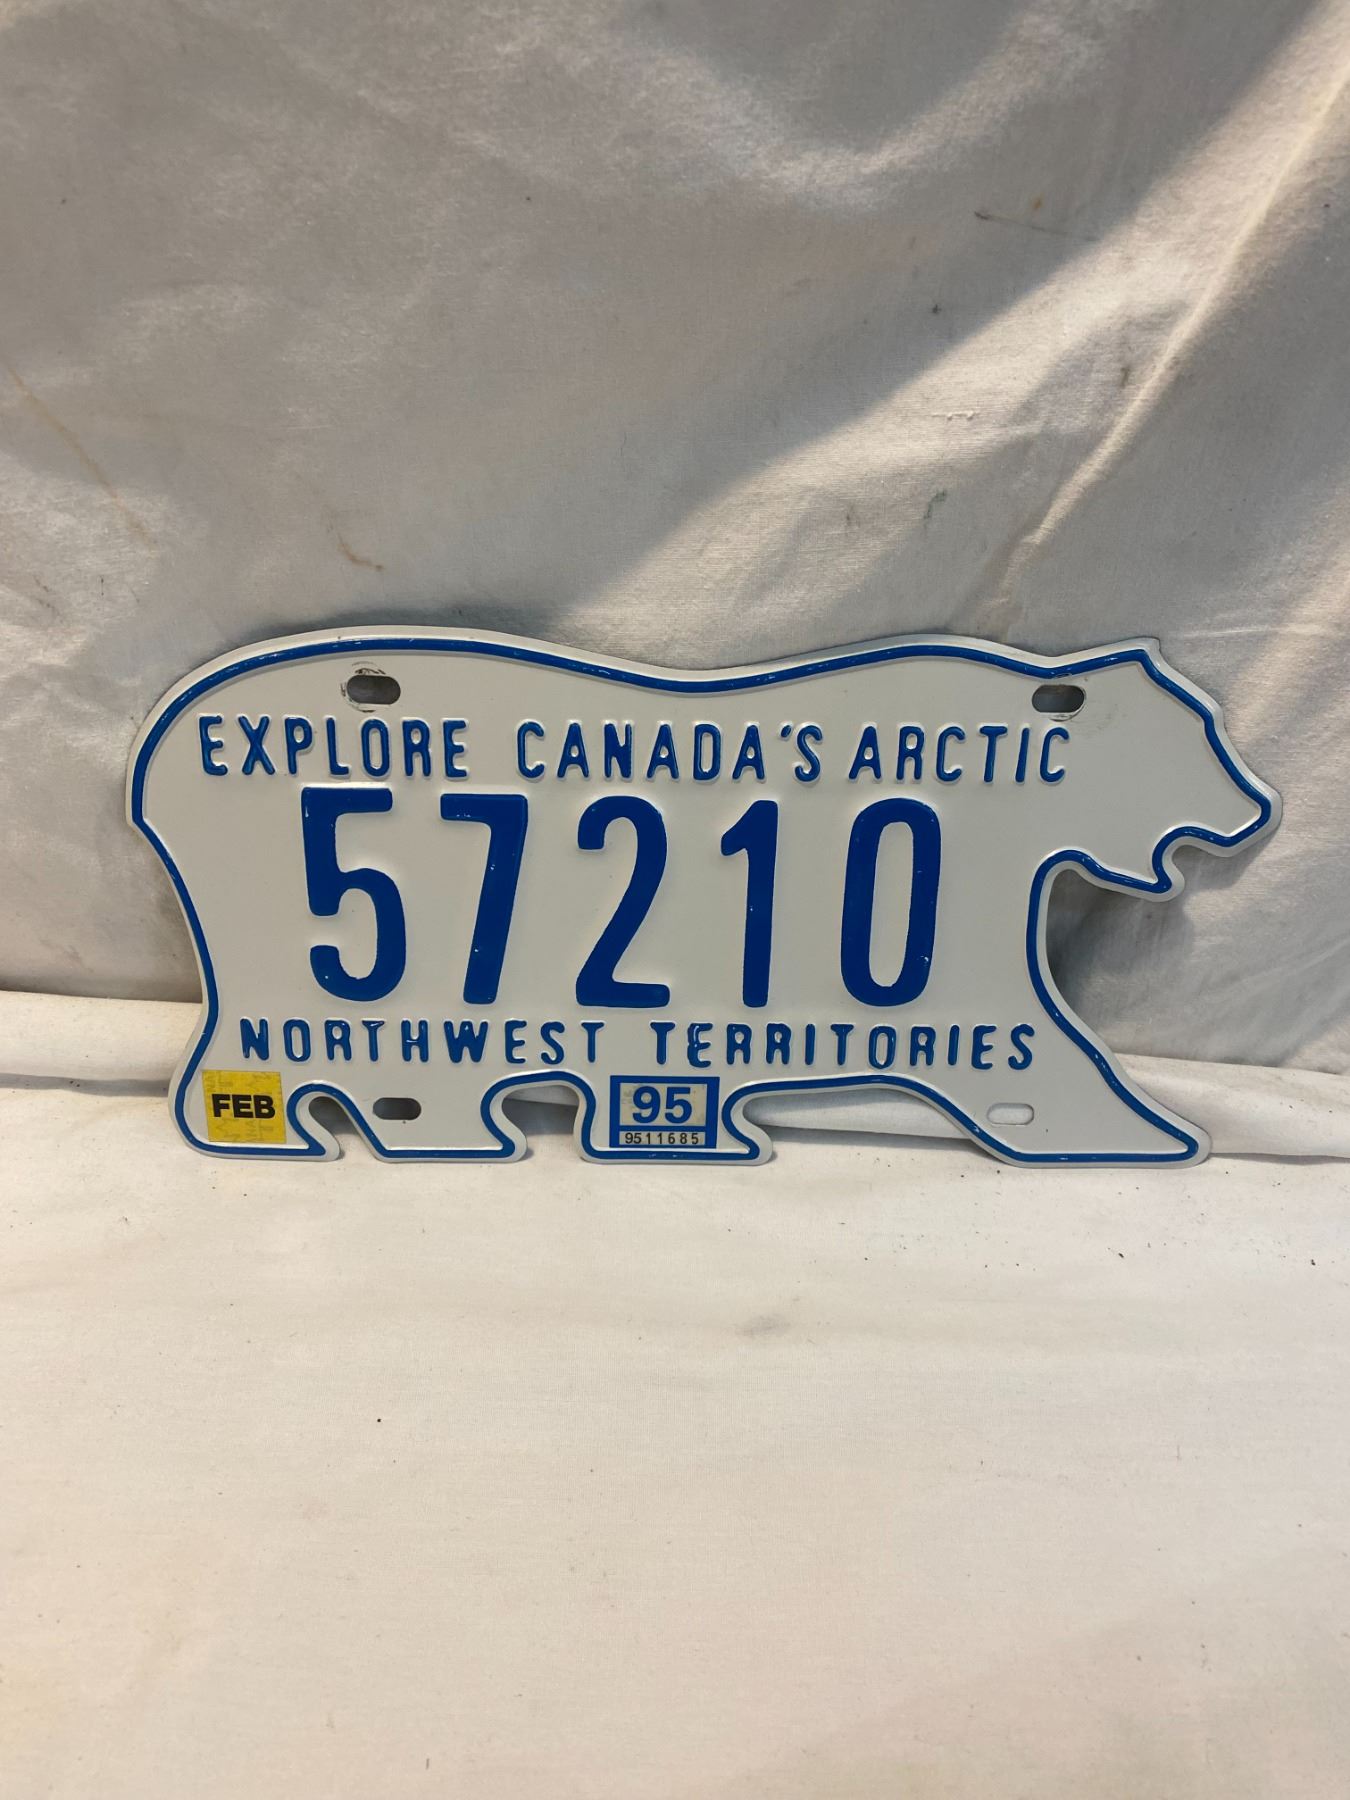 EXPLORE CANADA'S ARCTIC
57210
NORTHWEST TERRITORIES
FEB
95
9511685